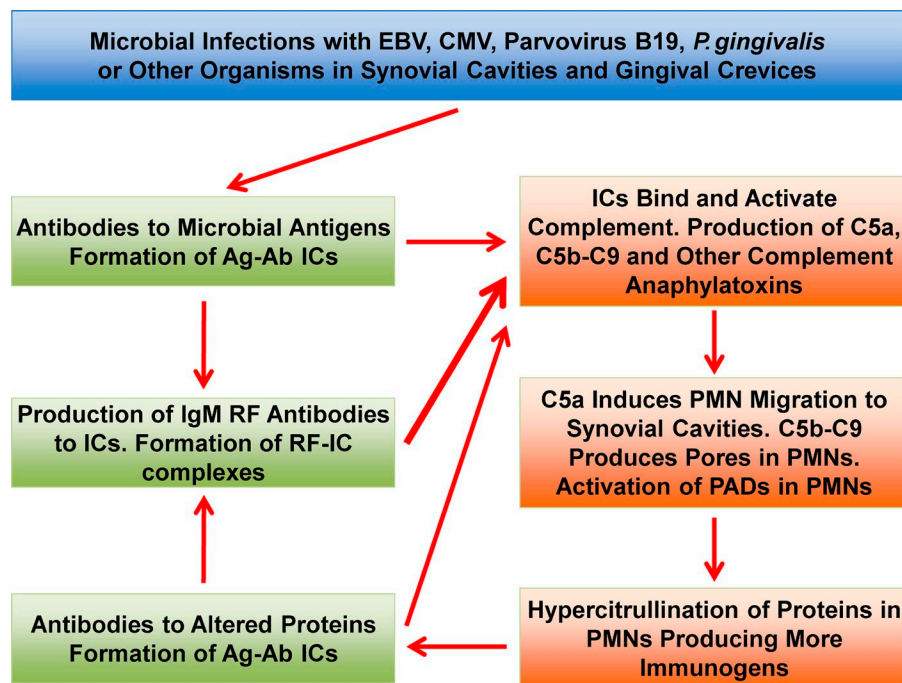 Microbial Infections with EBV, CMV, Parvovirus B19, P. gingivalis
or Other Organisms in Synovial Cavities and Gingival Crevices
Antibodies to Microbial Antigens
Formation of Ag-Ab ICs
ICs Bind and Activate
Complement. Production of C5a,
C5b-C9 and Other Complement
Anaphylatoxins
Production of IgM RF Antibodies
to ICs. Formation of RF-IC
complexes
C5a Induces PMN Migration to
Synovial Cavities. C5b-C9
Produces Pores in PMNs.
Activation of PADs in PMNs
Antibodies to Altered Proteins
Formation of Ag-Ab ICs
Hypercitrullination of Proteins in
PMNs Producing More
Immunogens